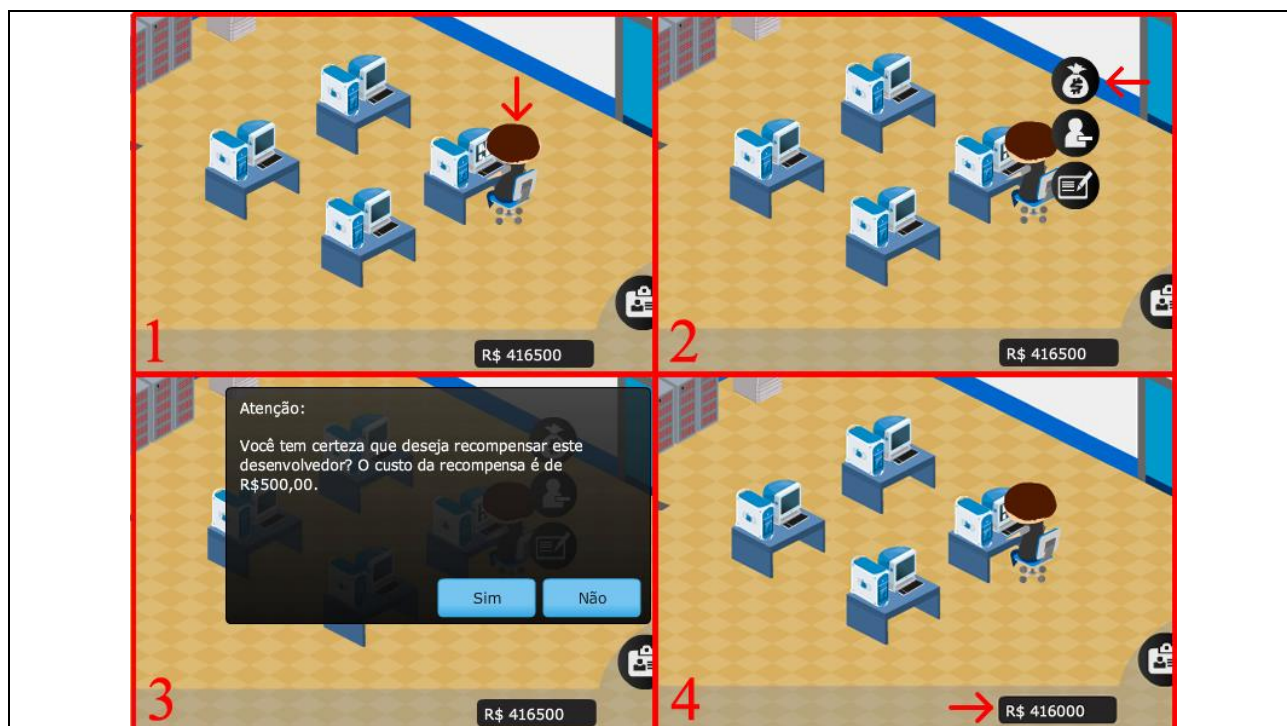 1
R$ 416500
2
R$ 416500
Atenção:
Você tem certeza que deseja recompensar este
desenvolvedor? O custo da recompensa é de
R$500,00.
Sim
Não
3
R$ 416500
4
R$ 416000